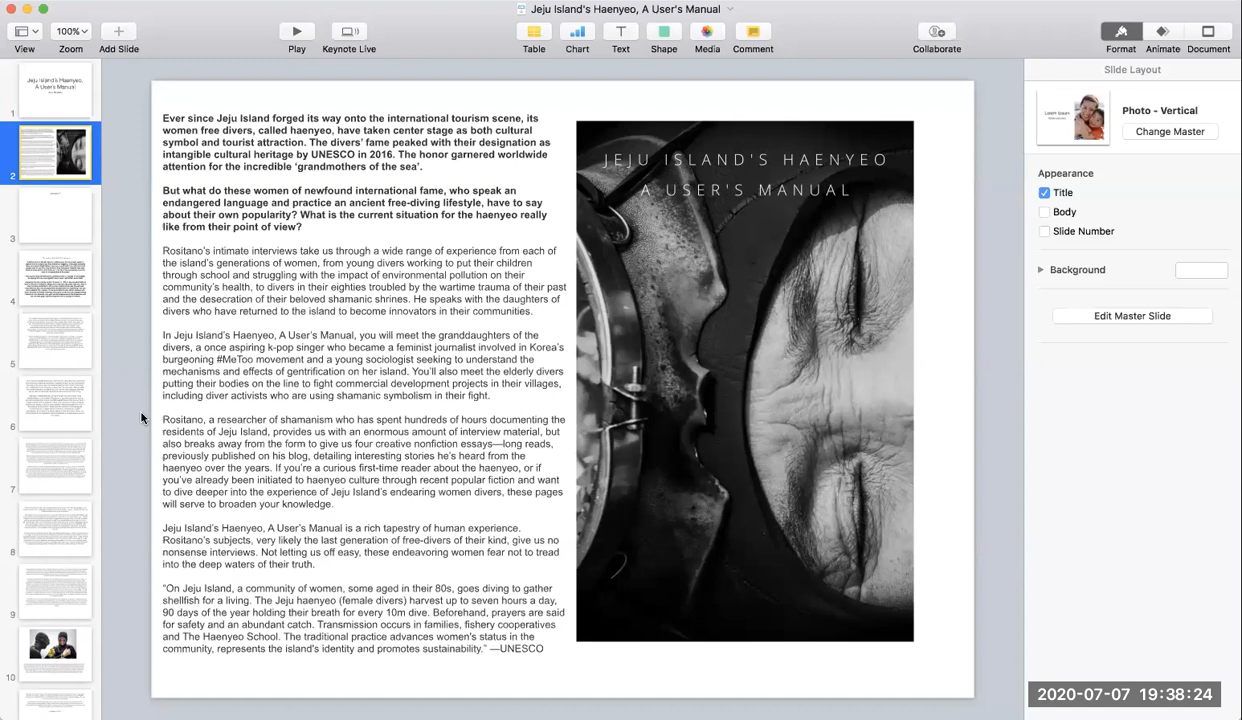 Jeju Island's Haenyeo, A User's Manual
View
100%
Zoom
Add Slide
Play
Keynote Live
Table
Chart
Text
Shape
Media
Comment
Collaborate
Format
Animate
Document
1
Jeju Island's Haenyeo,
A User's Manual
2
3
4
5
6
7
8
9
10
Ever since Jeju Island forged its way onto the international tourism scene, its
women free divers, called haenyeo, have taken center stage as both cultural
symbol and tourist attraction. The divers' fame peaked with their designation as
intangible cultural heritage by UNESCO in 2016. The honor garnered worldwide
attention for the incredible 'grandmothers of the sea'.
But what do these women of newfound international fame, who speak an
endangered language and practice an ancient free-diving lifestyle, have to say
about their own popularity? What is the current situation for the haenyeo really
like from their point of view?
Rositano's intimate interviews take us through a wide range of experience from each of
the island's generations of women, from young divers working to put their children
through school and struggling with the impact of environmental pollution on their
community's health, to divers in their eighties troubled by the wartime trauma of their past
and the desecration of their beloved shamanic shrines. He speaks with the daughters of
divers who have returned to the island to become innovators in their communities.
In Jeju Island's Haenyeo, A User's Manual, you will meet the granddaughters of the
divers, a once aspiring k-pop singer who became a feminist journalist involved in Korea's
burgeoning #MeToo movement and a young sociologist seeking to understand the
mechanisms and effects of gentrification on her island. You'll also meet the elderly divers
putting their bodies on the line to fight commercial development projects in their villages,
including diver activists who are using shamanic symbolism in their fight.
Rositano, a researcher of shamanism who has spent hundreds of hours documenting the
residents of Jeju Island, provides us with an enormous amount of interview material, but
also breaks away from the form to give us four creative nonfiction essays—long reads,
previously published on his blog, detailing interesting stories he's heard from the
haenyeo over the years. If you're a curious first-time reader about the haenyeo, or if
you've already been initiated to haenyeo culture through recent popular fiction and want
to dive deeper into the experience of Jeju Island's endearing women divers, these pages
will serve to broaden your knowledge.
Jeju Island's Haenyeo, A User's Manual is a rich tapestry of human experience.
Rositano's subjects, very likely the last generation of free-divers of their kind, give us no
nonsense interviews. Not letting us off easy, these endeavoring women fear not to tread
into the deep waters of their truth.
"On Jeju Island, a community of women, some aged in their 80s, goes diving to gather
shellfish for a living. The Jeju haenyeo (female divers) harvest up to seven hours a day,
90 days of the year holding their breath for every 10m dive. Beforehand, prayers are said
for safety and an abundant catch. Transmission occurs in families, fishery cooperatives
and The Haenyeo School. The traditional practice advances women's status in the
community, represents the island's identity and promotes sustainability." —UNESCO
JEJU ISLAND'S HAENYEO
A USER'S MANUAL
Slide Layout
Photo - Vertical
Change Master
Appearance
Title
Body
Slide Number
Background
Edit Master Slide
2020-07-07 19:38:24